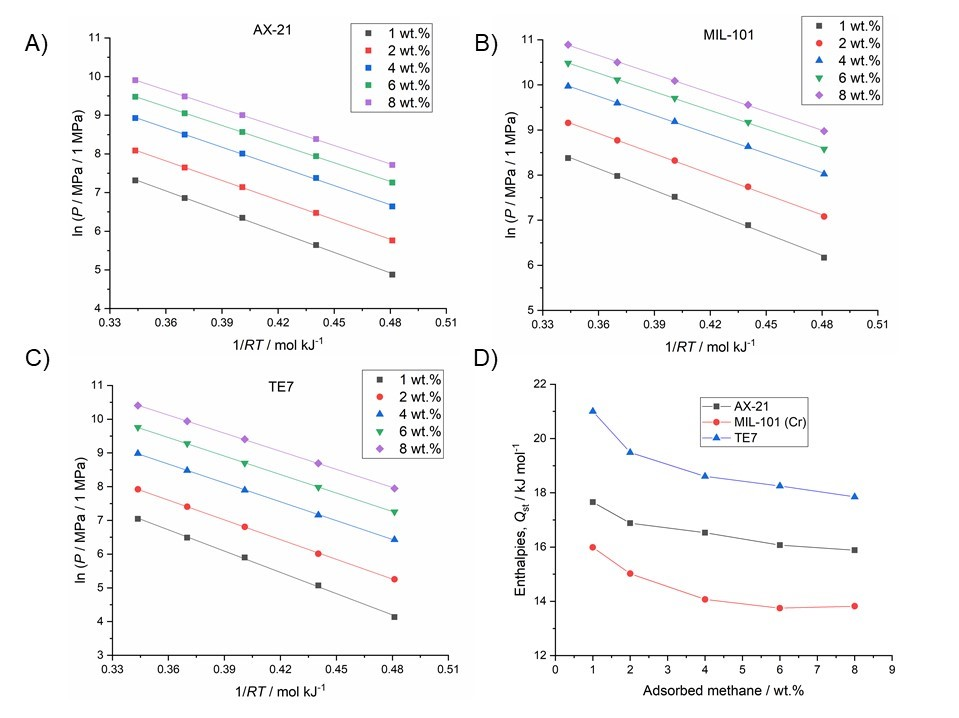 A)
AX-21
1 wt.%
2 wt.%
4 wt.%
6 wt.%
8 wt.%
11
10
9
8
7
6
5
4
ln (P / MPa / 1 MPa)
0.33 0.36 0.39 0.42 0.45 0.48 0.51
1/RT / mol kJ⁻¹
B)
MIL-101
1 wt.%
2 wt.%
4 wt.%
6 wt.%
8 wt.%
11
10
9
8
7
6
5
ln (P / MPa / 1 MPa)
0.33 0.36 0.39 0.42 0.45 0.48 0.51
1/RT / mol kJ⁻¹
C)
TE7
1 wt.%
2 wt.%
4 wt.%
6 wt.%
8 wt.%
11
10
9
8
7
6
5
4
3
ln (P / MPa / 1 MPa)
0.33 0.36 0.39 0.42 0.45 0.48 0.51
1/RT / mol kJ⁻¹
D)
AX-21
MIL-101 (Cr)
TE7
22
20
18
16
14
12
Enthalpies, Qst / kJ mol⁻¹
0 1 2 3 4 5 6 7 8 9
Adsorbed methane / wt.%